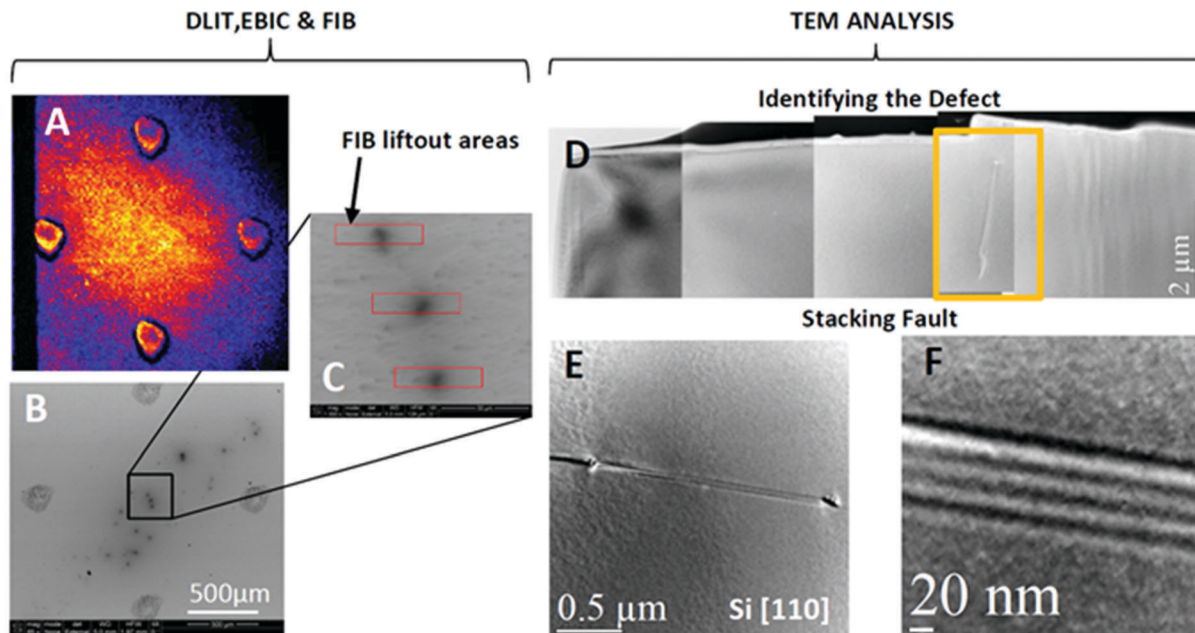 DLIT,EBIC & FIB
TEM ANALYSIS
A
FIB liftout areas
Identifying the Defect
D
2 µm
C
B
500µm
Stacking Fault
E
0.5 µm
Si [110]
F
20 nm